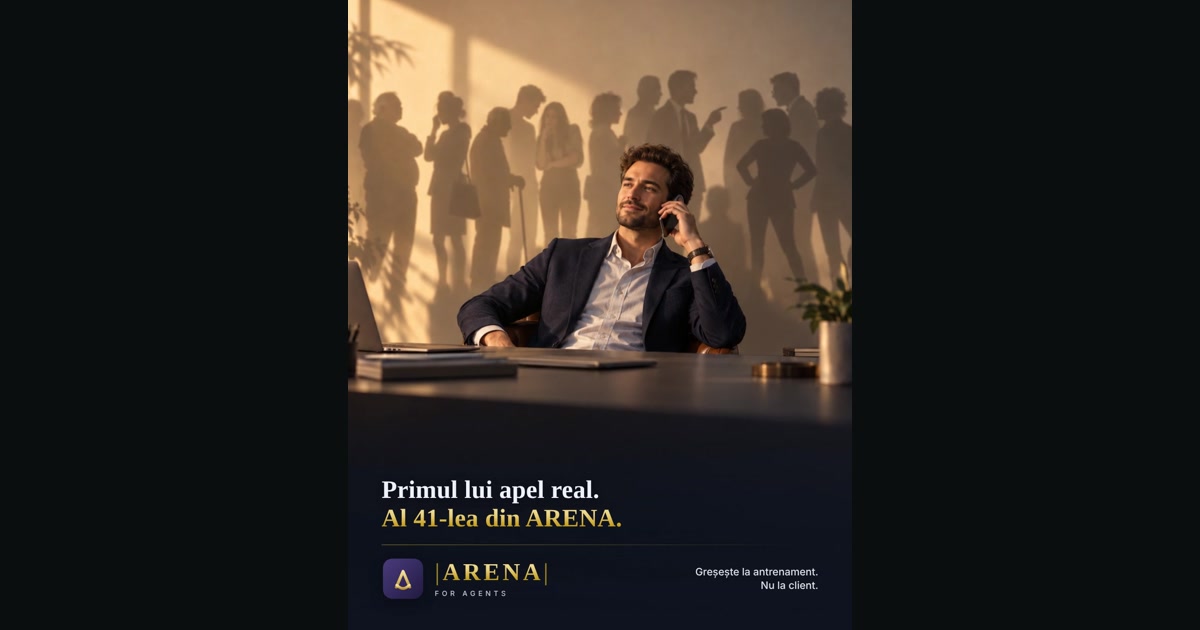 Primul lui apel real.
Al 41-lea din ARENA.
|ARENA|
FOR AGENTS
Greșește la antrenament.
Nu la client.